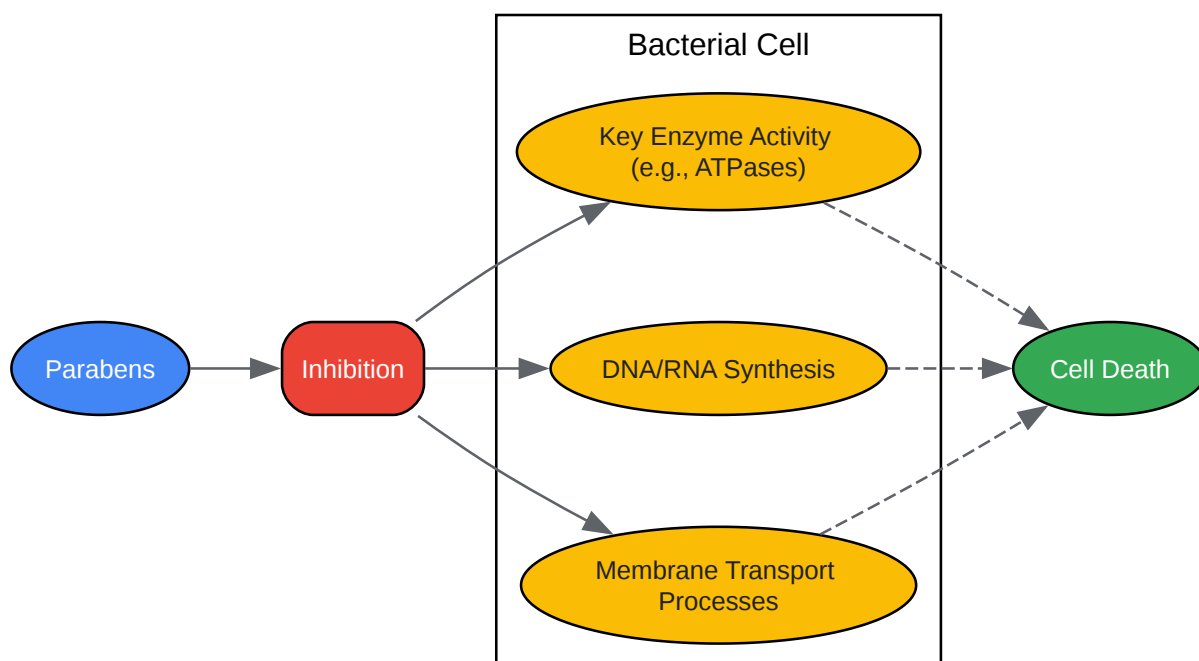 Bacterial Cell
Key Enzyme Activity
(e.g., ATPases)
Parabens
Inhibition
DNA/RNA Synthesis
Cell Death
Membrane Transport
Processes